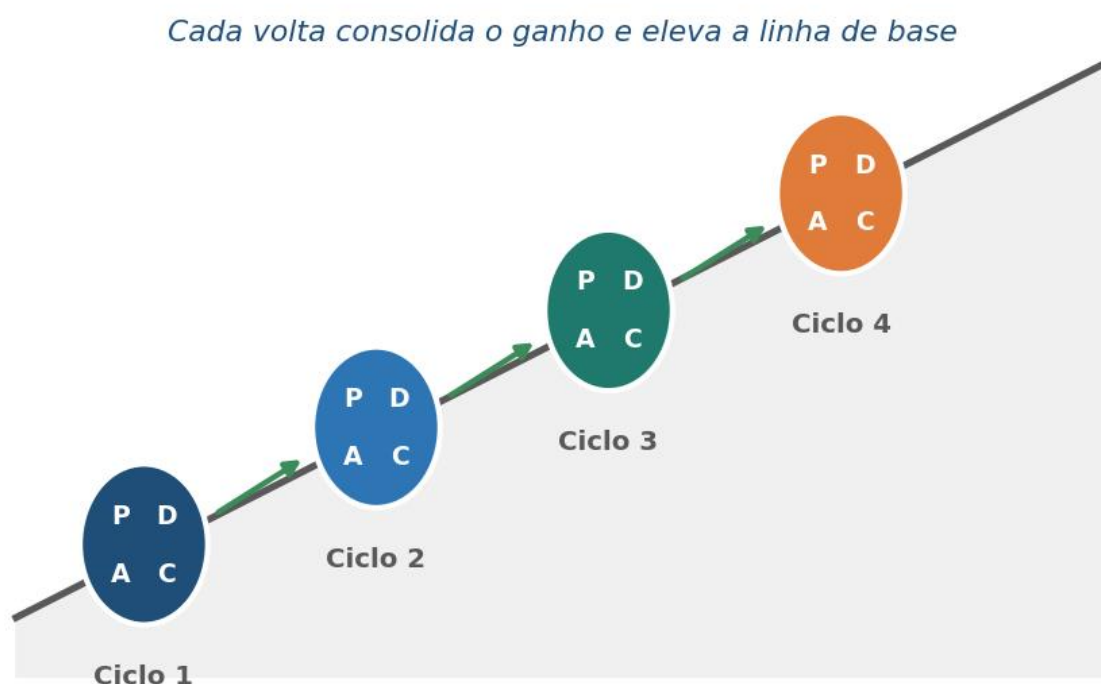 Cada volta consolida o ganho e eleva a linha de base
P D
A C
Ciclo 4
P D
A C
Ciclo 3
P D
A C
Ciclo 2
P D
A C
Ciclo 1